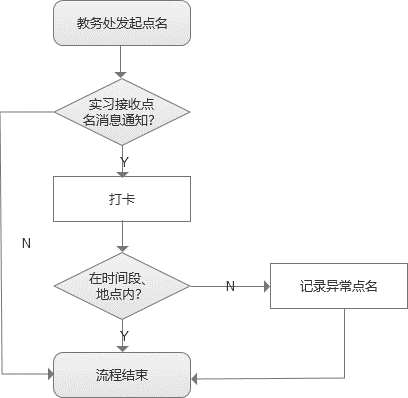 教务处发起点名
实习接收点
名消息通知?
Y
打卡
N
在时间段、
地点内?
N
记录异常点名
Y
流程结束